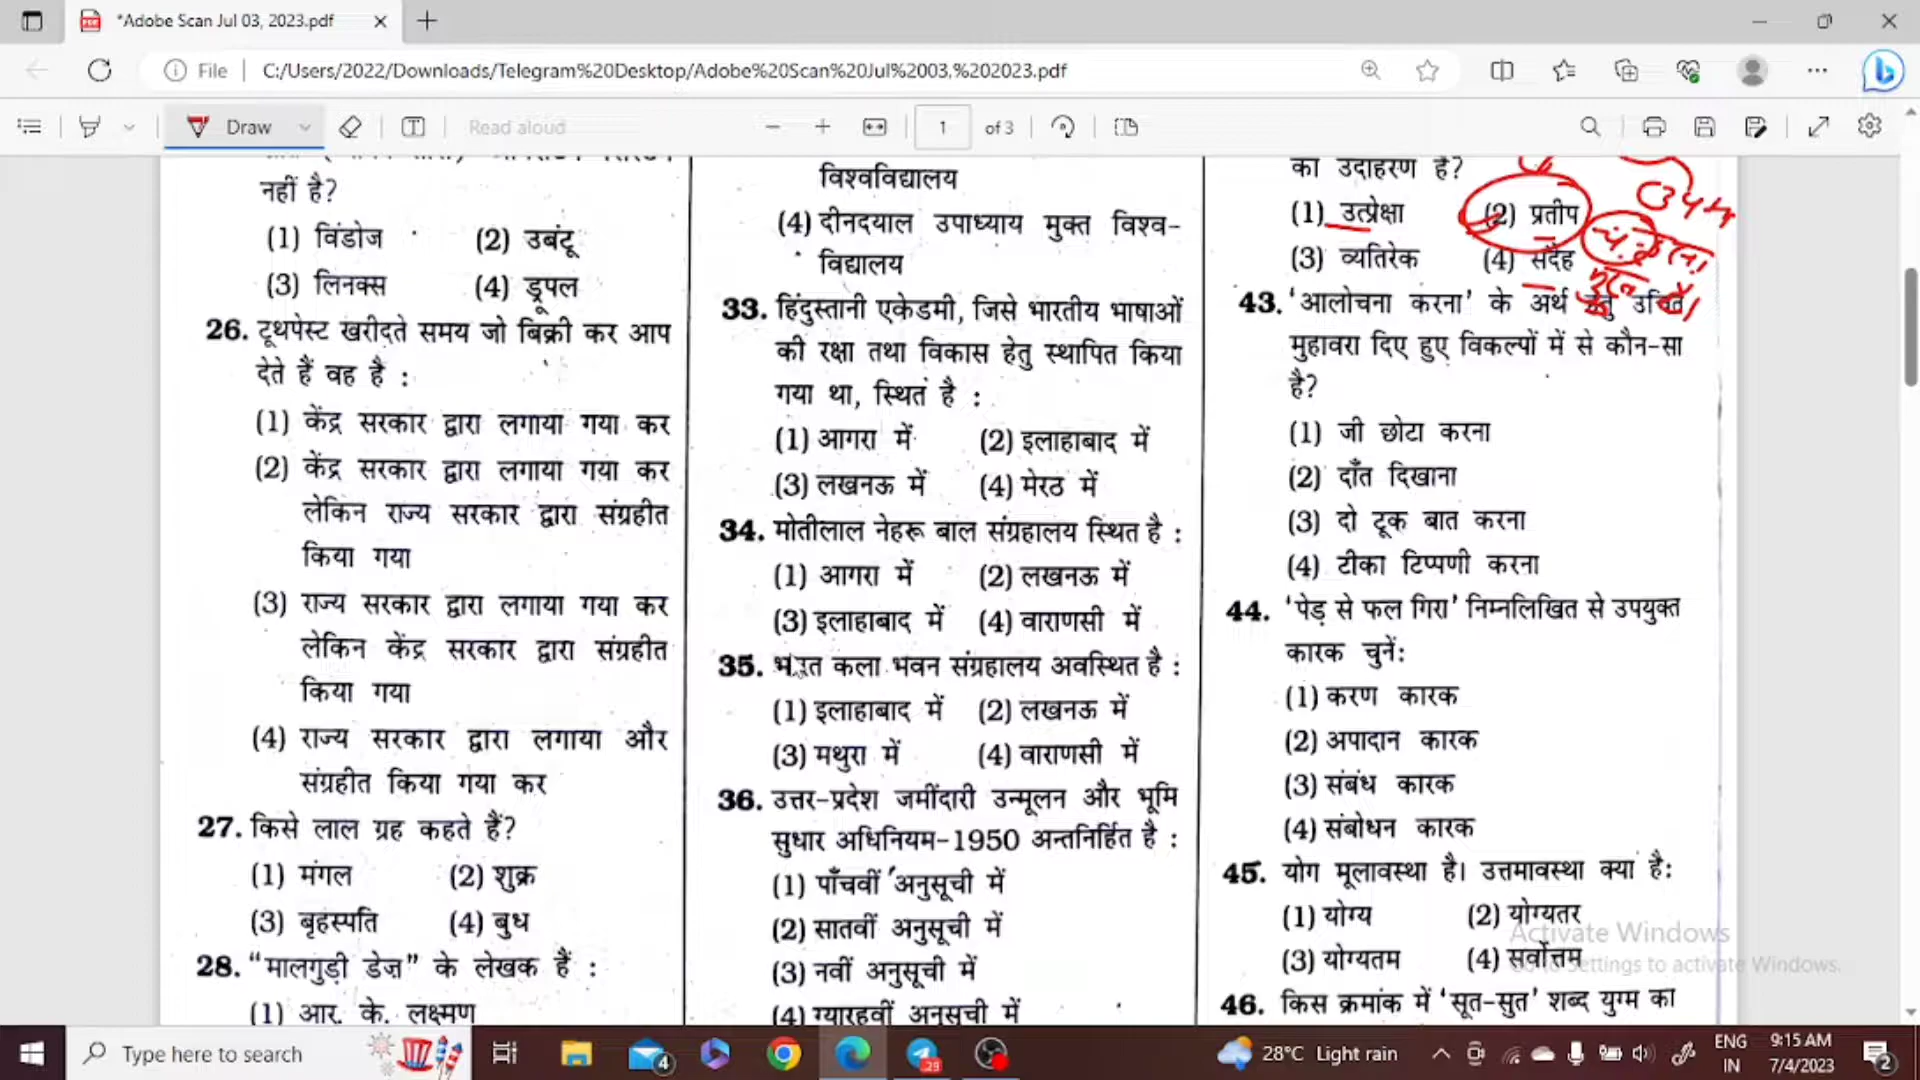 *Adobe Scan Jul 03, 2023.pdf
File
C:/Users/2022/Downloads/Telegram%20Desktop/Adobe%20Scan%20Jul%2003,%202023.pdf
Draw
Read aloud
1 of 3
नहीं है?
(1) विंडोज (2) उबंटू
(3) लिनक्स (4) ड्रूपल
26. टूथपेस्ट खरीदते समय जो बिक्री कर आप
देते हैं वह है :
(1) केंद्र सरकार द्वारा लगाया गया कर
(2) केंद्र सरकार द्वारा लगाया गया कर
लेकिन राज्य सरकार द्वारा संग्रहीत
किया गया
(3) राज्य सरकार द्वारा लगाया गया कर
लेकिन केंद्र सरकार द्वारा संग्रहीत
किया गया
(4) राज्य सरकार द्वारा लगाया और
संग्रहीत किया गया कर
27. किसे लाल ग्रह कहते हैं?
(1) मंगल (2) शुक्र
(3) बृहस्पति (4) बुध
28. “मालगुड़ी डेज़” के लेखक हैं :
(1) आर. के. लक्ष्मण
विश्वविद्यालय
(4) दीनदयाल उपाध्याय मुक्त विश्व-
विद्यालय
33. हिंदुस्तानी एकेडमी, जिसे भारतीय भाषाओं
की रक्षा तथा विकास हेतु स्थापित किया
गया था, स्थित है :
(1) आगरा में (2) इलाहाबाद में
(3) लखनऊ में (4) मेरठ में
34. मोतीलाल नेहरू बाल संग्रहालय स्थित है :
(1) आगरा में (2) लखनऊ में
(3) इलाहाबाद में (4) वाराणसी में
35. भारत कला भवन संग्रहालय अवस्थित है :
(1) इलाहाबाद में (2) लखनऊ में
(3) मथुरा में (4) वाराणसी में
36. उत्तर-प्रदेश जमींदारी उन्मूलन और भूमि
सुधार अधिनियम-1950 अन्तनिर्हित है :
(1) पाँचवीं अनुसूची में
(2) सातवीं अनुसूची में
(3) नवीं अनुसूची में
(4) ग्यारहवीं अनुसूची में
का उदाहरण है?
(1) उत्प्रेक्षा (2) प्रतीप
(3) व्यतिरेक (4) संदेह
43. ‘आलोचना करना’ के अर्थ हेतु उचित
मुहावरा दिए हुए विकल्पों में से कौन-सा
है?
(1) जी छोटा करना
(2) दाँत दिखाना
(3) दो टूक बात करना
(4) टीका टिप्पणी करना
44. ‘पेड़ से फल गिरा’ निम्नलिखित से उपयुक्त
कारक चुनें:
(1) करण कारक
(2) अपादान कारक
(3) संबंध कारक
(4) संबोधन कारक
45. योग मूलावस्था है। उत्तमावस्था क्या है:
(1) योग्य (2) योग्यतर
(3) योग्यतम (4) सर्वोत्तम
46. किस क्रमांक में ‘सूत-सुत’ शब्द युग्म का
Activate Windows
Go to Settings to activate Windows.
Type here to search
4
29
28°C Light rain
ENG
IN
9:15 AM
7/4/2023
2